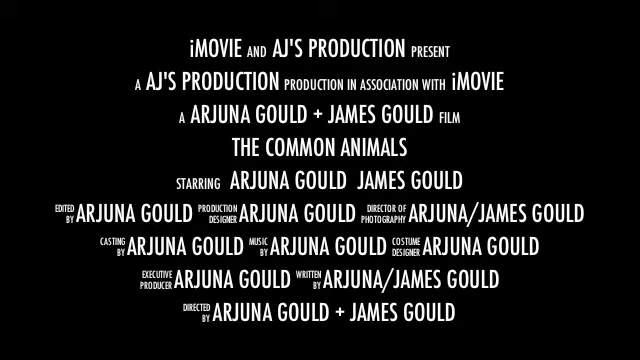 iMOVIE AND AJ'S PRODUCTION PRESENT
A AJ'S PRODUCTION PRODUCTION IN ASSOCIATION WITH iMOVIE
A ARJUNA GOULD + JAMES GOULD FILM
THE COMMON ANIMALS
STARRING ARJUNA GOULD JAMES GOULD
EDITED BY ARJUNA GOULD PRODUCTION DESIGNER ARJUNA GOULD DIRECTOR OF PHOTOGRAPHY ARJUNA/JAMES GOULD
CASTING BY ARJUNA GOULD MUSIC BY ARJUNA GOULD COSTUME DESIGNER ARJUNA GOULD
EXECUTIVE PRODUCER ARJUNA GOULD WRITTEN BY ARJUNA/JAMES GOULD
DIRECTED BY ARJUNA GOULD + JAMES GOULD